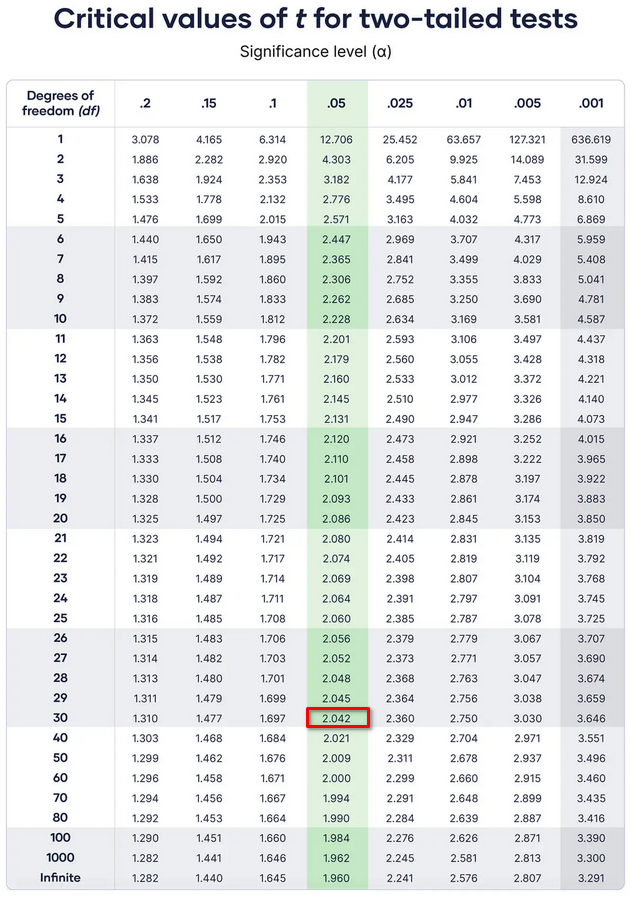 Critical values of t for two-tailed tests
Significance level (α)
Degrees of freedom (df) .2 .15 .1 .05 .025 .01 .005 .001
1 3.078 4.165 6.314 12.706 25.452 63.657 127.321 636.619
2 1.886 2.282 2.920 4.303 6.205 9.925 14.089 31.599
3 1.638 1.924 2.353 3.182 4.177 5.841 7.453 12.924
4 1.533 1.778 2.132 2.776 3.495 4.604 5.598 8.610
5 1.476 1.699 2.015 2.571 3.163 4.032 4.773 6.869
6 1.440 1.650 1.943 2.447 2.969 3.707 4.317 5.959
7 1.415 1.617 1.895 2.365 2.841 3.499 4.029 5.408
8 1.397 1.592 1.860 2.306 2.752 3.355 3.833 5.041
9 1.383 1.574 1.833 2.262 2.685 3.250 3.690 4.781
10 1.372 1.559 1.812 2.228 2.634 3.169 3.581 4.587
11 1.363 1.548 1.796 2.201 2.593 3.106 3.497 4.437
12 1.356 1.538 1.782 2.179 2.560 3.055 3.428 4.318
13 1.350 1.530 1.771 2.160 2.533 3.012 3.372 4.221
14 1.345 1.523 1.761 2.145 2.510 2.977 3.326 4.140
15 1.341 1.517 1.753 2.131 2.490 2.947 3.286 4.073
16 1.337 1.512 1.746 2.120 2.473 2.921 3.252 4.015
17 1.333 1.508 1.740 2.110 2.458 2.898 3.222 3.965
18 1.330 1.504 1.734 2.101 2.445 2.878 3.197 3.922
19 1.328 1.500 1.729 2.093 2.433 2.861 3.174 3.883
20 1.325 1.497 1.725 2.086 2.423 2.845 3.153 3.850
21 1.323 1.494 1.721 2.080 2.414 2.831 3.135 3.819
22 1.321 1.492 1.717 2.074 2.405 2.819 3.119 3.792
23 1.319 1.489 1.714 2.069 2.398 2.807 3.104 3.768
24 1.318 1.487 1.711 2.064 2.391 2.797 3.091 3.745
25 1.316 1.485 1.708 2.060 2.385 2.787 3.078 3.725
26 1.315 1.483 1.706 2.056 2.379 2.779 3.067 3.707
27 1.314 1.482 1.703 2.052 2.373 2.771 3.057 3.690
28 1.313 1.480 1.701 2.048 2.368 2.763 3.047 3.674
29 1.311 1.479 1.699 2.045 2.364 2.756 3.038 3.659
30 1.310 1.477 1.697 2.042 2.360 2.750 3.030 3.646
40 1.303 1.468 1.684 2.021 2.329 2.704 2.971 3.551
50 1.299 1.462 1.676 2.009 2.311 2.678 2.937 3.496
60 1.296 1.458 1.671 2.000 2.299 2.660 2.915 3.460
70 1.294 1.456 1.667 1.994 2.291 2.648 2.899 3.435
80 1.292 1.453 1.664 1.990 2.284 2.639 2.887 3.416
100 1.290 1.451 1.660 1.984 2.276 2.626 2.871 3.390
1000 1.282 1.441 1.646 1.962 2.245 2.581 2.813 3.300
Infinite 1.282 1.440 1.645 1.960 2.241 2.576 2.807 3.291